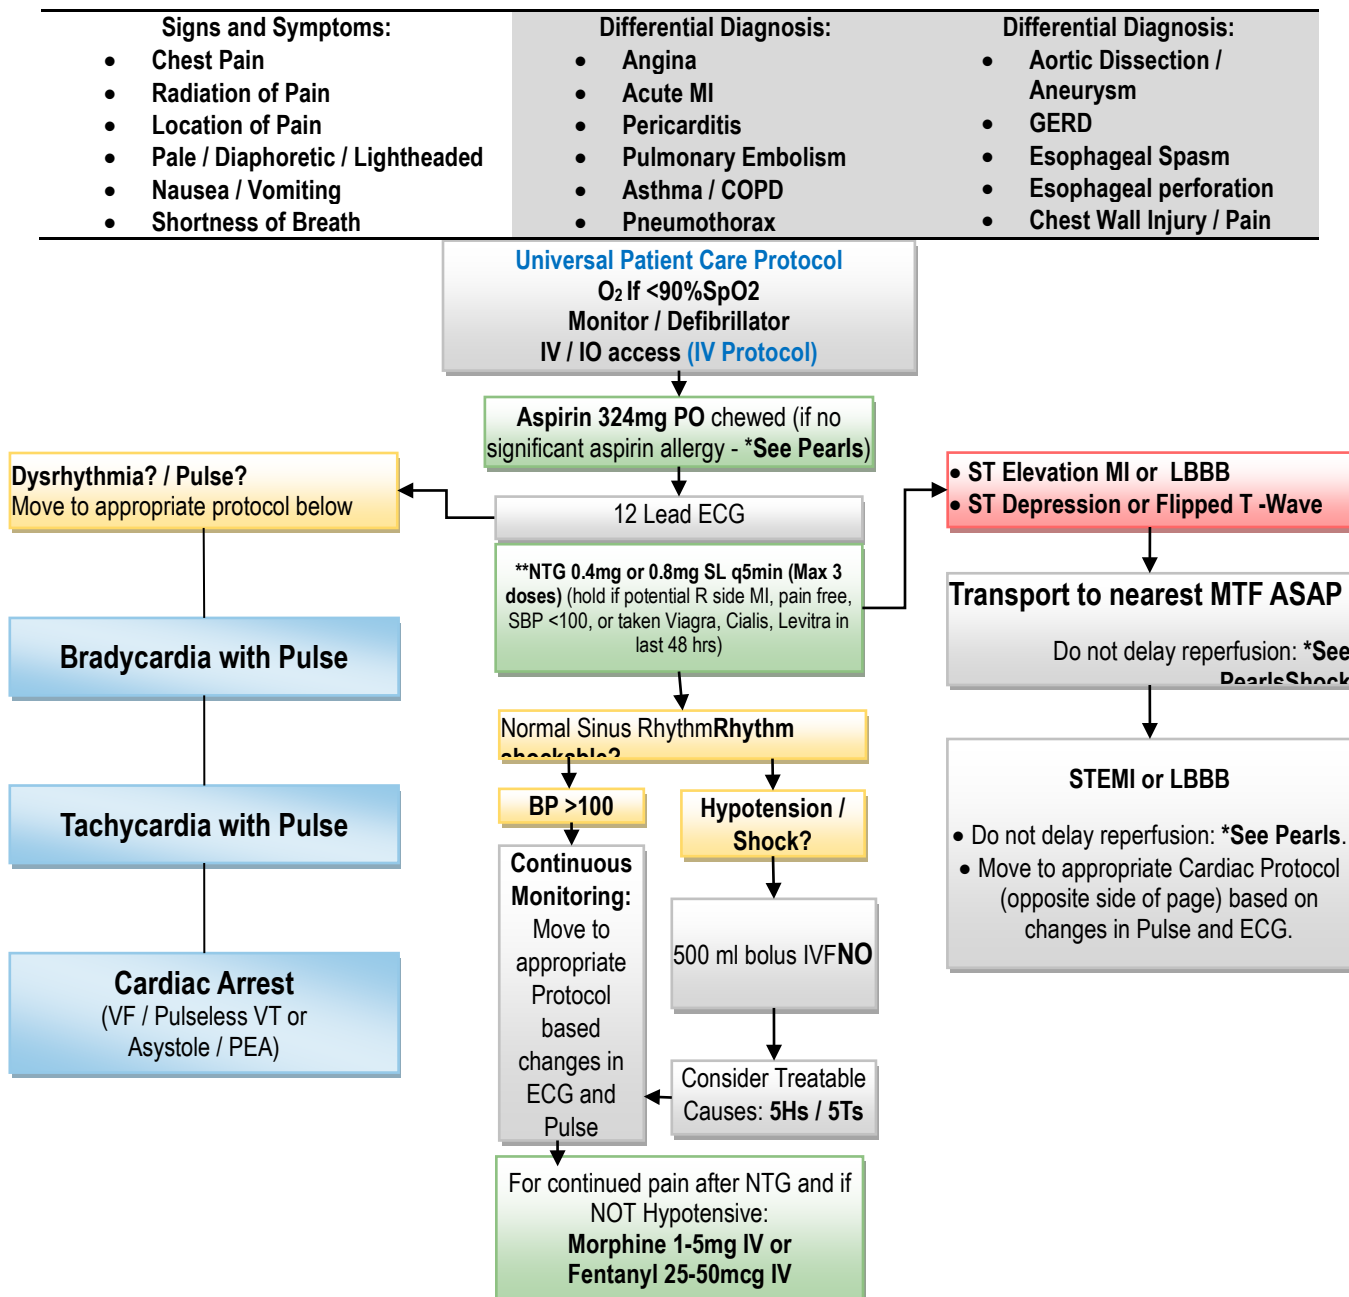 Signs and Symptoms:
• Chest Pain
• Radiation of Pain
• Location of Pain
• Pale / Diaphoretic / Lightheaded
• Nausea / Vomiting
• Shortness of Breath
Differential Diagnosis:
• Angina
• Acute MI
• Pericarditis
• Pulmonary Embolism
• Asthma / COPD
• Pneumothorax
Differential Diagnosis:
• Aortic Dissection /
Aneurysm
• GERD
• Esophageal Spasm
• Esophageal perforation
• Chest Wall Injury / Pain
Universal Patient Care Protocol
O2 If <90%SpO2
Monitor / Defibrillator
IV / IO access (IV Protocol)
Aspirin 324mg PO chewed (if no
significant aspirin allergy - *See Pearls)
12 Lead ECG
**NTG 0.4mg or 0.8mg SL q5min (Max 3
doses) (hold if potential R side MI, pain free,
SBP <100, or taken Viagra, Cialis, Levitra in
last 48 hrs)
Dysrhythmia? / Pulse?
Move to appropriate protocol below
Bradycardia with Pulse
Tachycardia with Pulse
Cardiac Arrest
(VF / Pulseless VT or
Asystole / PEA)
Normal Sinus RhythmRhythm
shockable?
BP >100
Continuous
Monitoring:
Move to
appropriate
Protocol
based
changes in
ECG and
Pulse
Hypotension /
Shock?
500 ml bolus IVFNO
Consider Treatable
Causes: 5Hs / 5Ts
For continued pain after NTG and if
NOT Hypotensive:
Morphine 1-5mg IV or
Fentanyl 25-50mcg IV
• ST Elevation MI or LBBB
• ST Depression or Flipped T -Wave
Transport to nearest MTF ASAP
Do not delay reperfusion: *See
PearlsShock
STEMI or LBBB
• Do not delay reperfusion: *See Pearls.
• Move to appropriate Cardiac Protocol
(opposite side of page) based on
changes in Pulse and ECG.